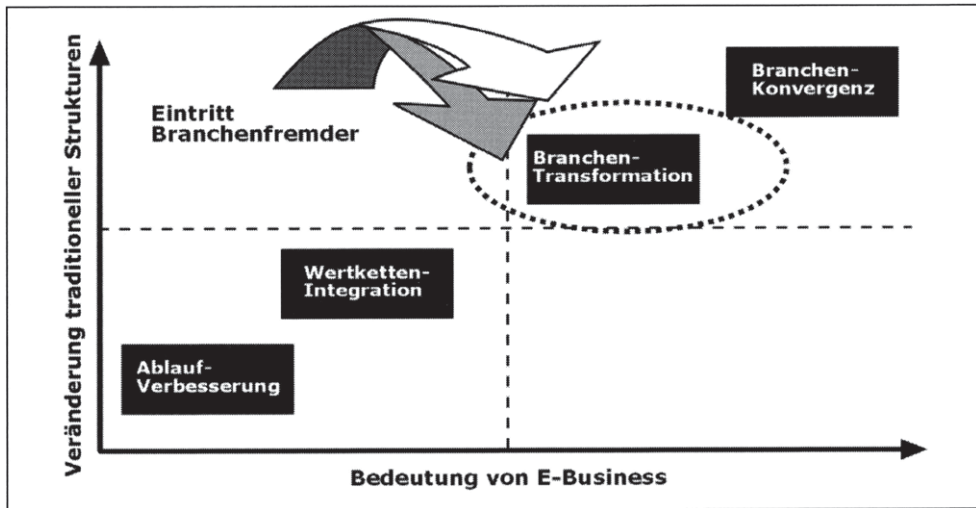 Veränderung traditioneller Strukturen
Eintritt
Branchenfremder
Branchen-
Konvergenz
Branchen-
Transformation
Wertketten-
Integration
Ablauf-
Verbesserung
Bedeutung von E-Business